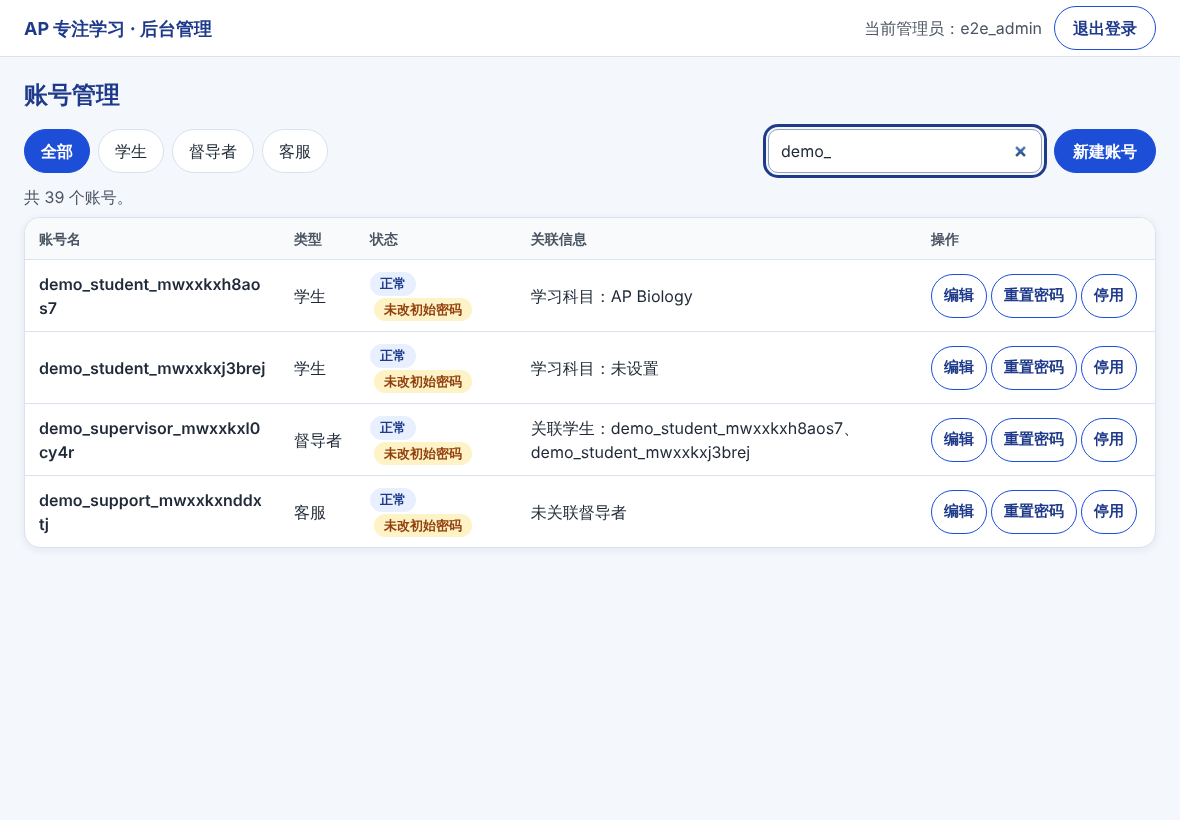 AP 专注学习 · 后台管理
当前管理员：e2e_admin
退出登录
账号管理
全部
学生
督导者
客服
demo_
新建账号
共 39 个账号。
账号名
类型
状态
关联信息
操作
demo_student_mwxxkxh8ao
s7
学生
正常
未改初始密码
学习科目：AP Biology
编辑
重置密码
停用
demo_student_mwxxkxj3brej
学生
正常
未改初始密码
学习科目：未设置
编辑
重置密码
停用
demo_supervisor_mwxxkxl0
cy4r
督导者
正常
未改初始密码
关联学生：demo_student_mwxxkxh8aos7、
demo_student_mwxxkxj3brej
编辑
重置密码
停用
demo_support_mwxxkxnddx
tj
客服
正常
未改初始密码
未关联督导者
编辑
重置密码
停用